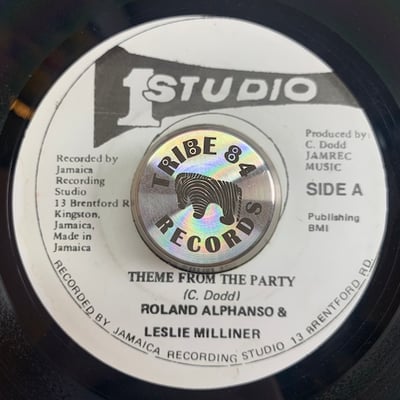 1 STUDIO
Produced by:
C. Dodd
JAMREC
MUSIC
Recorded by
Jamaica
Recording
Studio
13 Brentford R
Kingston,
Jamaica,
Made in
Jamaica
SIDE A
Publishing
BMI
TRIBE 84
RECORDS
THEME FROM THE PARTY
(C. Dodd)
ROLAND ALPHANSO &
LESLIE MILLINER
RECORDED BY JAMAICA RECORDING STUDIO 13 BRENTFORD RD.